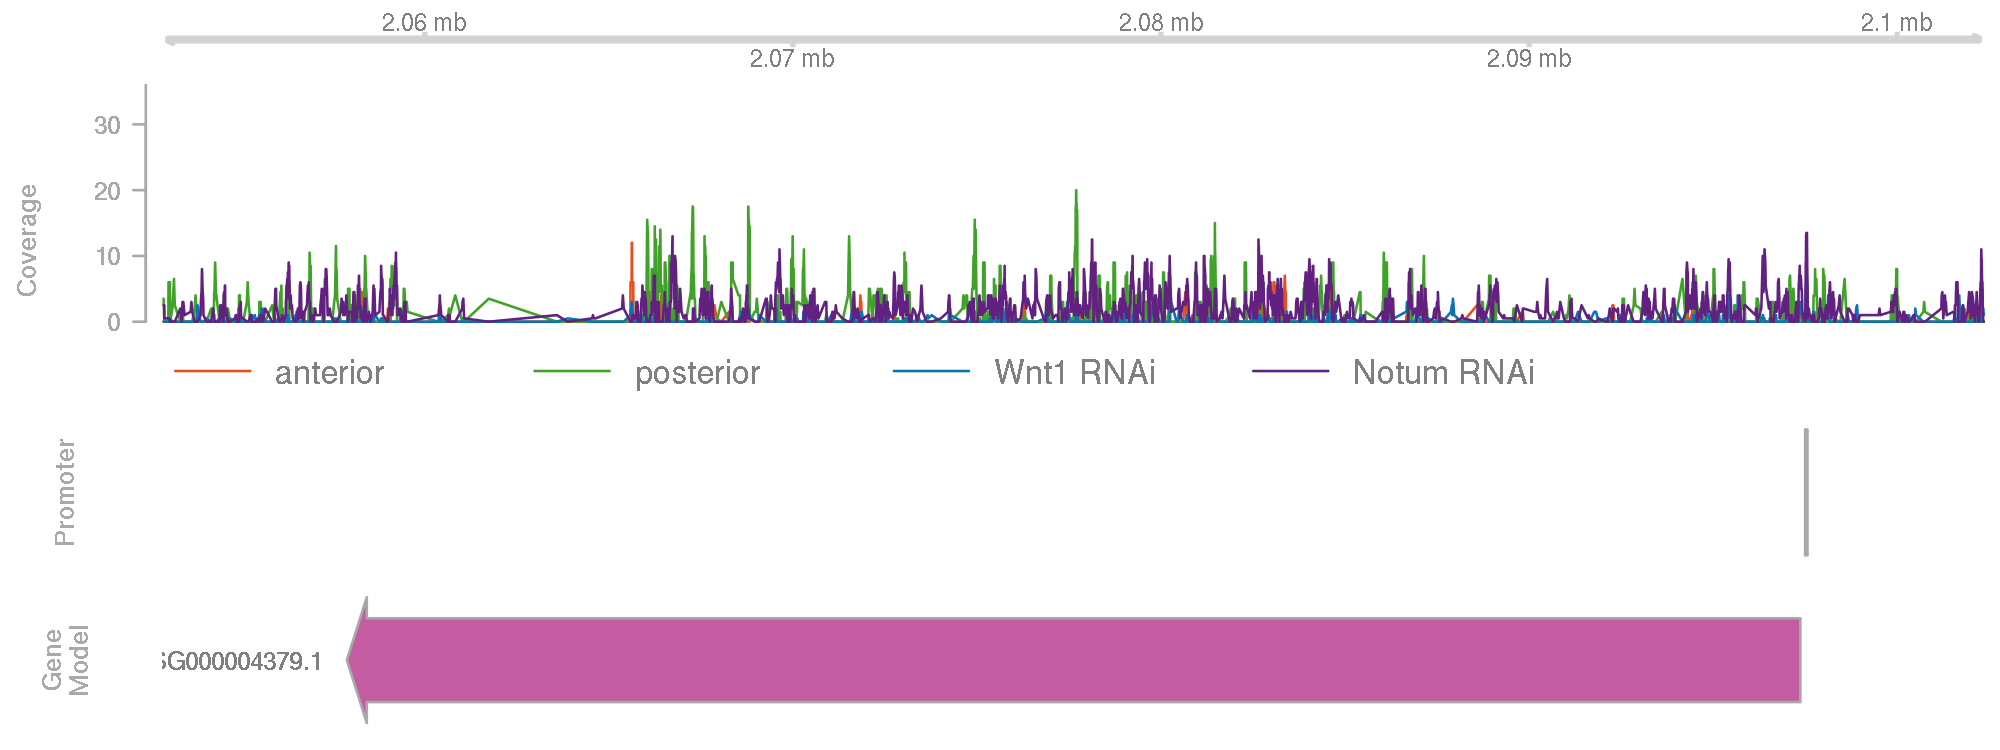 2.06 mb
2.08 mb
2.1 mb
2.07 mb
2.09 mb
Coverage
30
20
10
0
anterior
posterior
Wnt1 RNAi
Notum RNAi
Promoter
0
Gene
Model
SG000004379.1